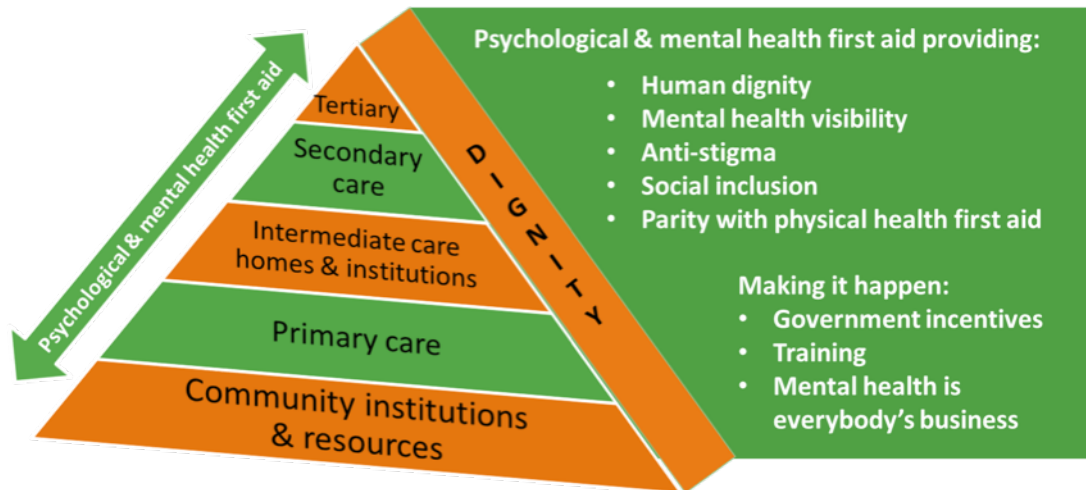 Psychological & mental health first aid
Tertiary
Secondary
care
Intermediate care
homes & institutions
Primary care
Community institutions
& resources
DIGNITY
Psychological & mental health first aid providing:
• Human dignity
• Mental health visibility
• Anti-stigma
• Social inclusion
• Parity with physical health first aid
Making it happen:
• Government incentives
• Training
• Mental health is
everybody's business